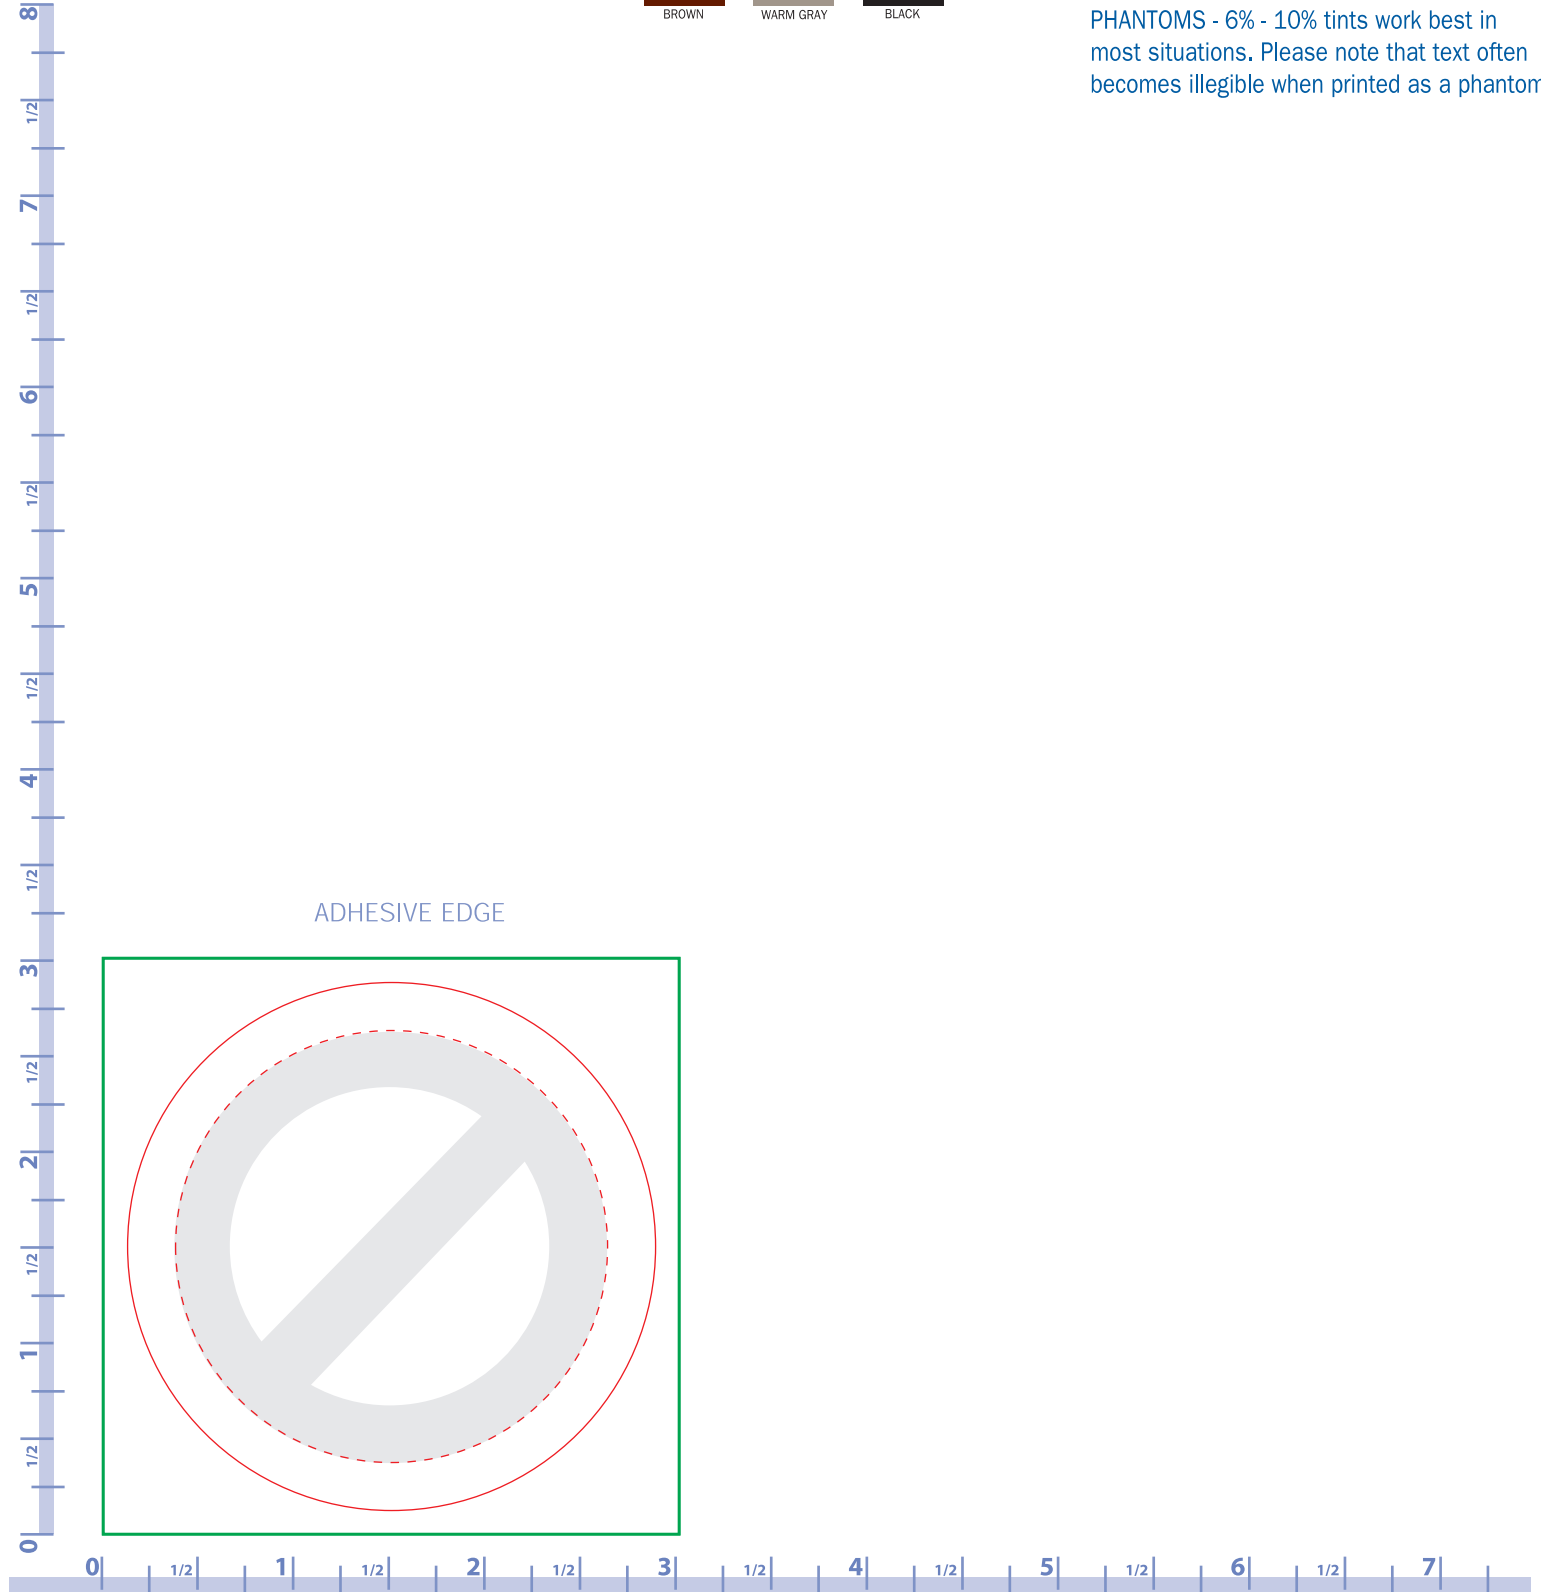 BROWN
WARM GRAY
BLACK
PHANTOMS - 6% - 10% tints work best in
most situations. Please note that text often
becomes illegible when printed as a phantom
8
1/2
7
1/2
6
1/2
5
1/2
4
1/2
3
1/2
2
1/2
1
1/2
0
ADHESIVE EDGE
0 1/2 1 1/2 2 1/2 3 1/2 4 1/2 5 1/2 6 1/2 7